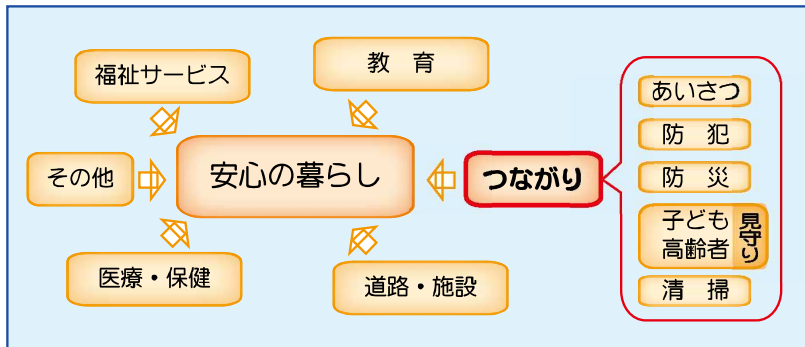 福祉サービス
教 育
その他
安心の暮らし
つながり
医療・保健
道路・施設
あいさつ
防 犯
防 災
子ども
高齢者
見守り
清 掃